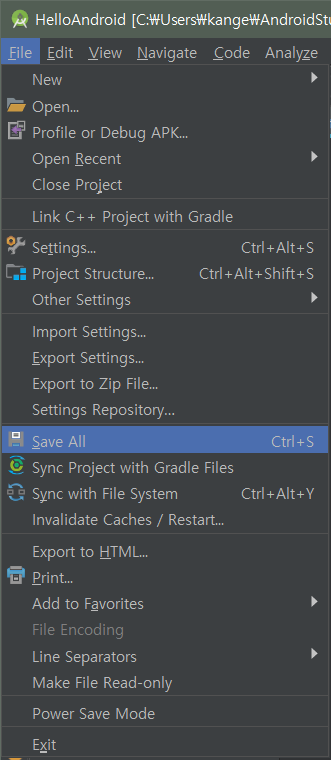 HelloAndroid [C:₩Users₩kange₩AndroidStu
File Edit View Navigate Code Analyze
New
Open...
Profile or Debug APK...
Open Recent
Close Project
Link C++ Project with Gradle
Settings... Ctrl+Alt+S
Project Structure... Ctrl+Alt+Shift+S
Other Settings
Import Settings...
Export Settings...
Export to Zip File...
Settings Repository...
Save All Ctrl+S
Sync Project with Gradle Files
Sync with File System Ctrl+Alt+Y
Invalidate Caches / Restart...
Export to HTML...
Print...
Add to Favorites
File Encoding
Line Separators
Make File Read-only
Power Save Mode
Exit